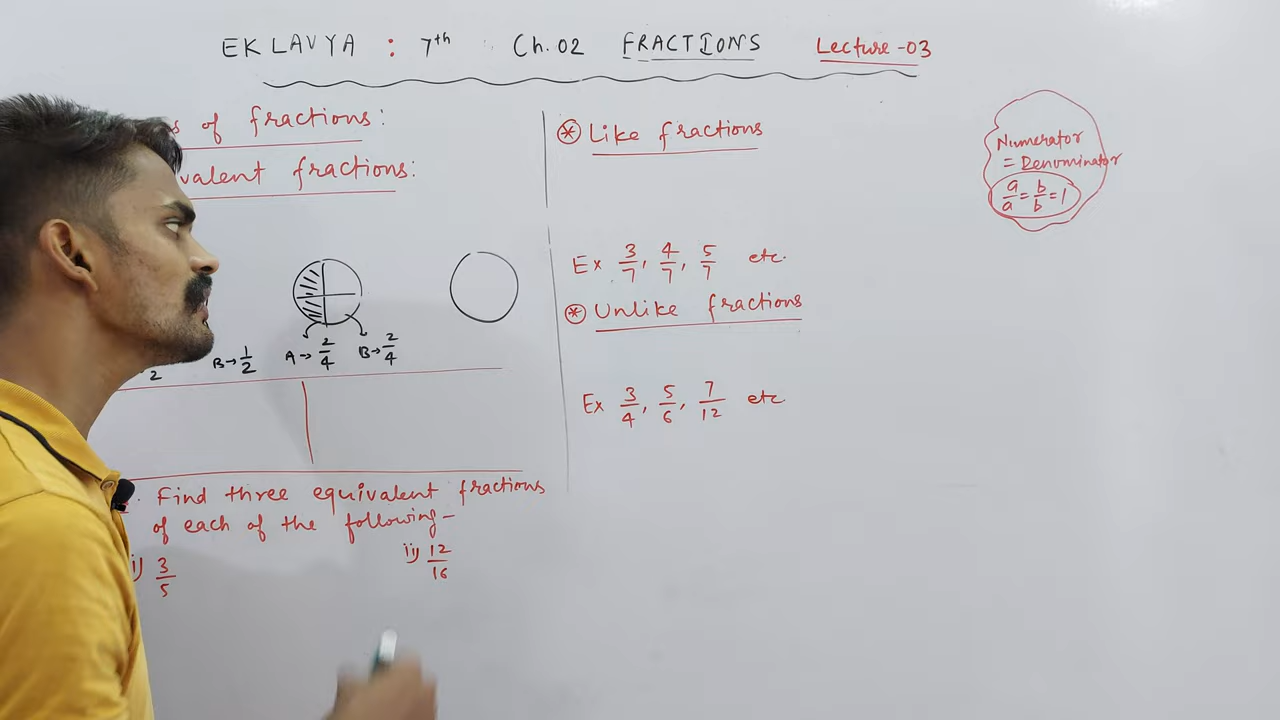 EKLAVYA : 7th Ch. 02 FRACTIONS Lecture-03
s of fractions:
valent fractions:
2 B→ 1/2 A→ 2/4 B→ 2/4
Find three equivalent fractions
of each of the following-
i) 3/5 ii) 12/16
* Like fractions
Ex 3/7, 4/7, 5/7 etc.
* Unlike fractions
Ex 3/4, 5/6, 7/12 etc
Numerator
= Denominator
a/a = b/b = 1